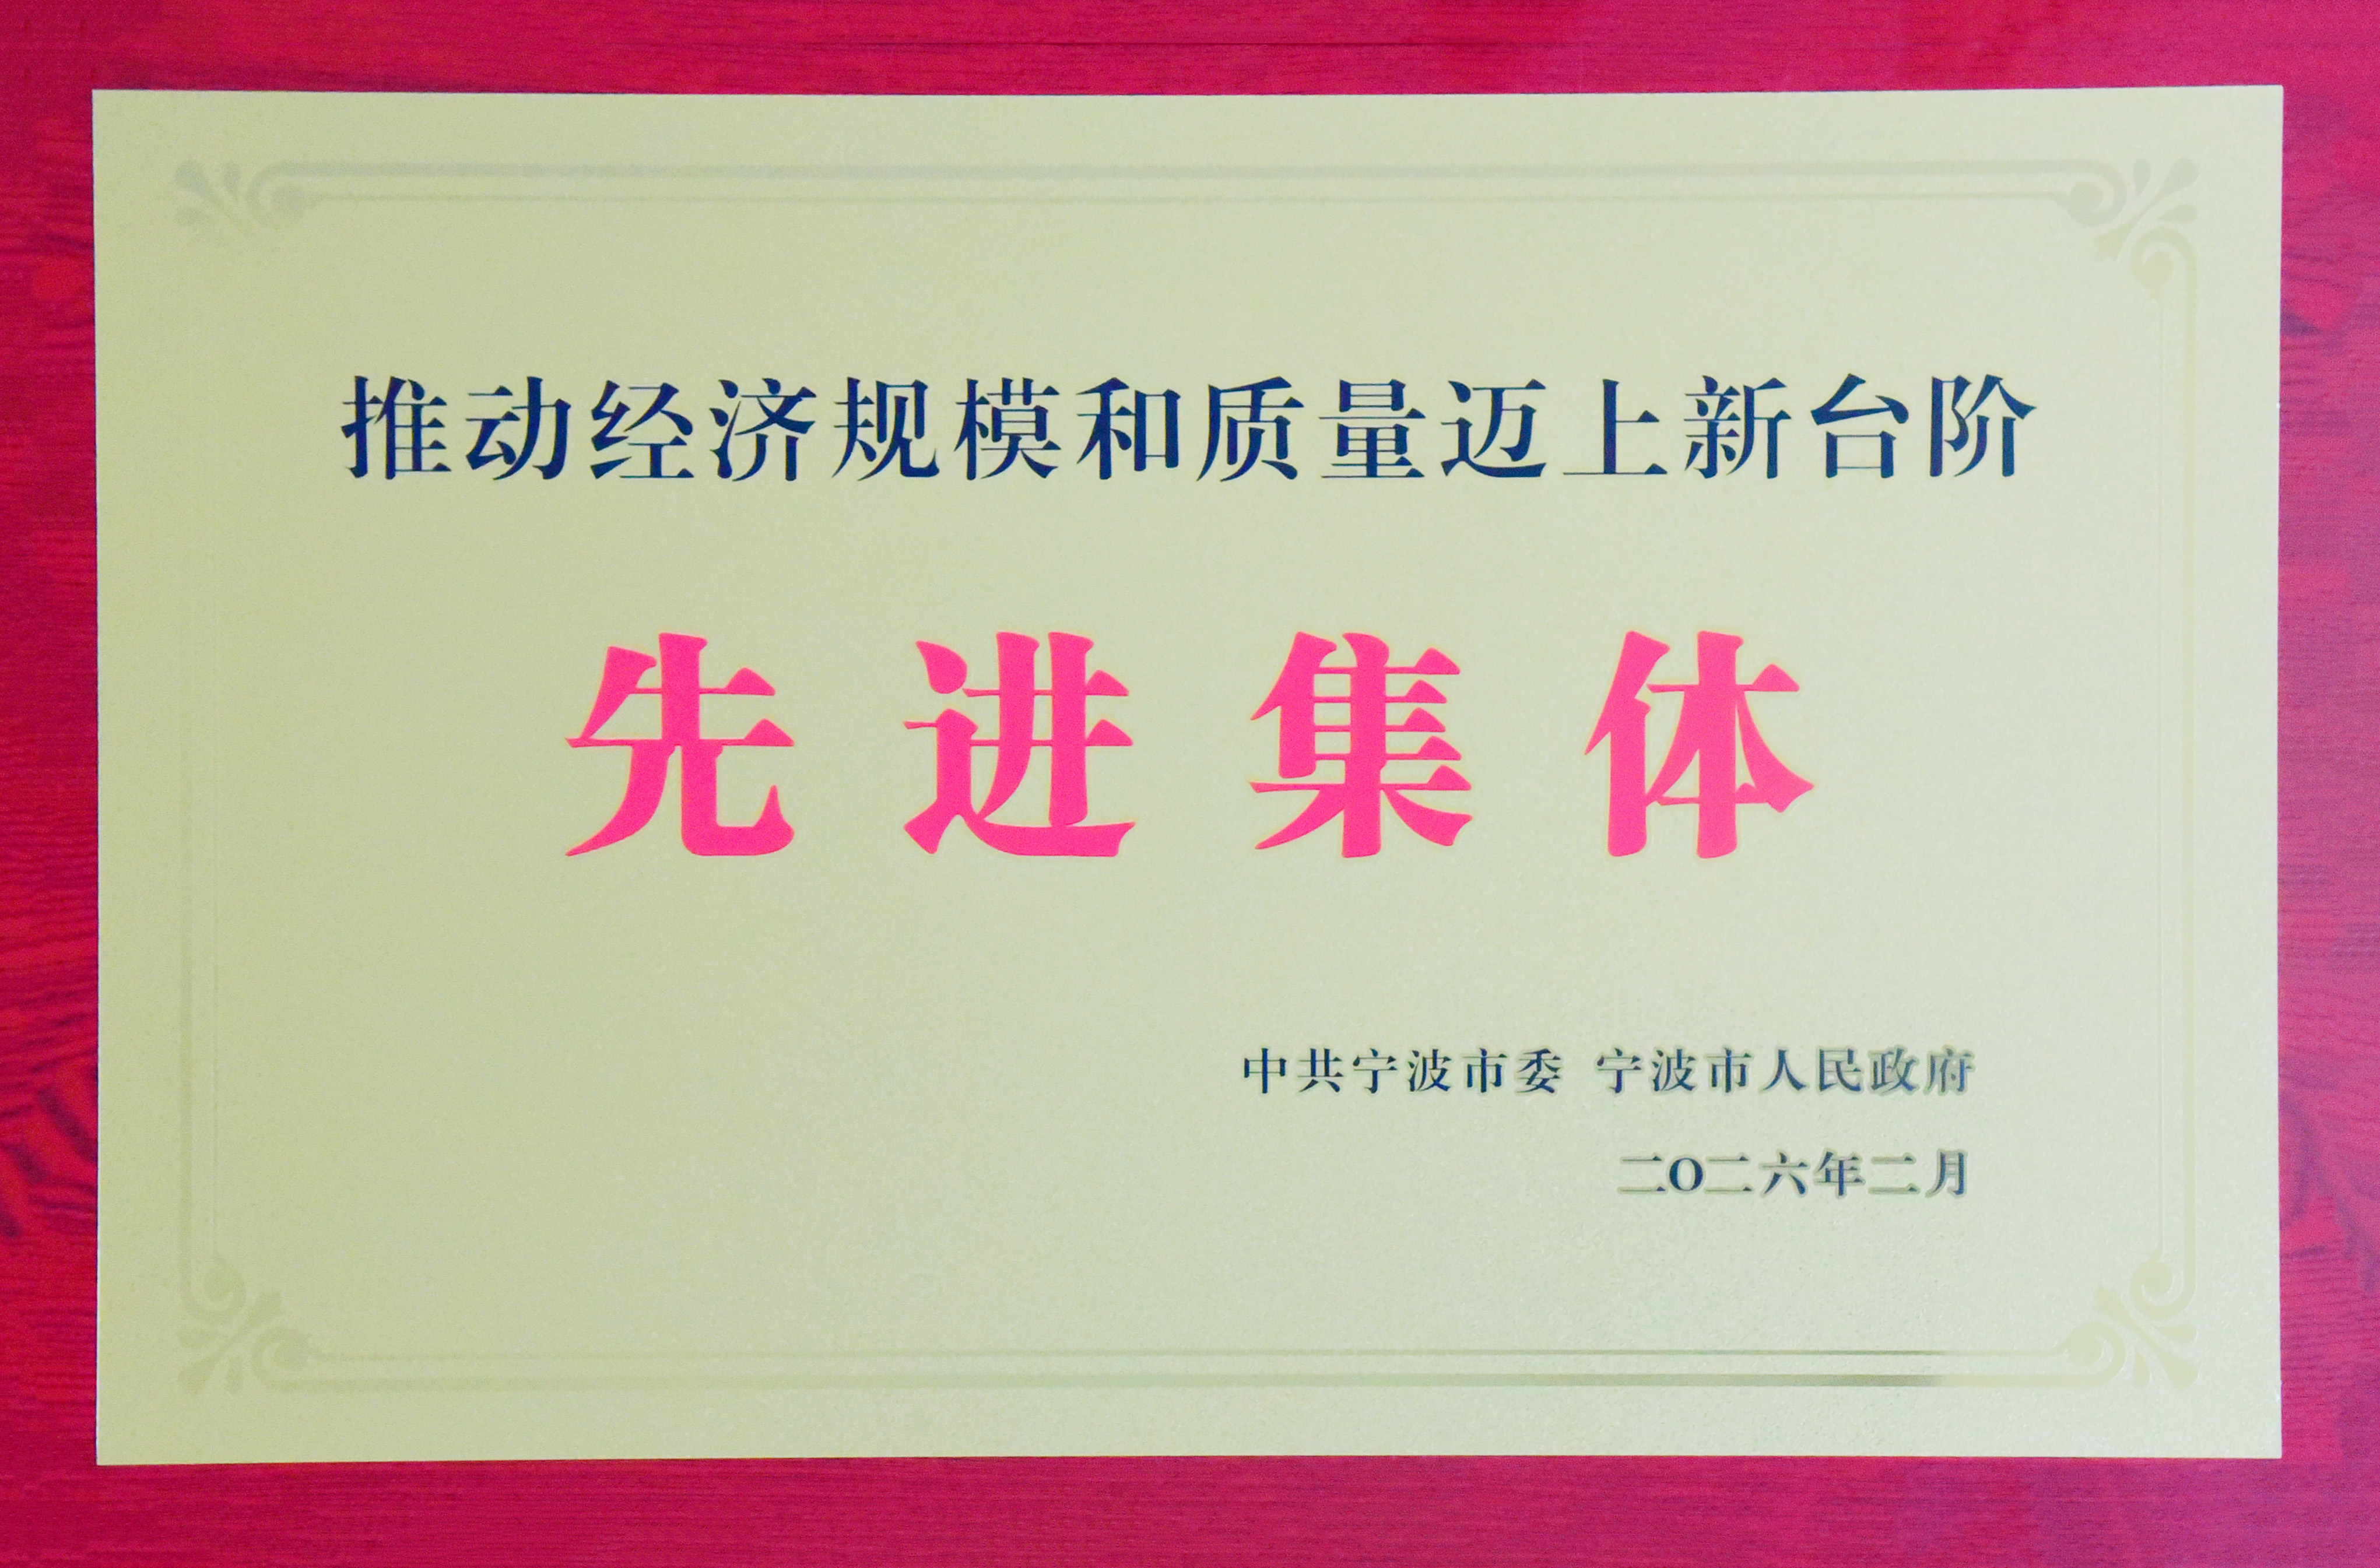 推动经济规模和质量迈上新台阶
先进集体
中共宁波市委 宁波市人民政府
二O二六年二月